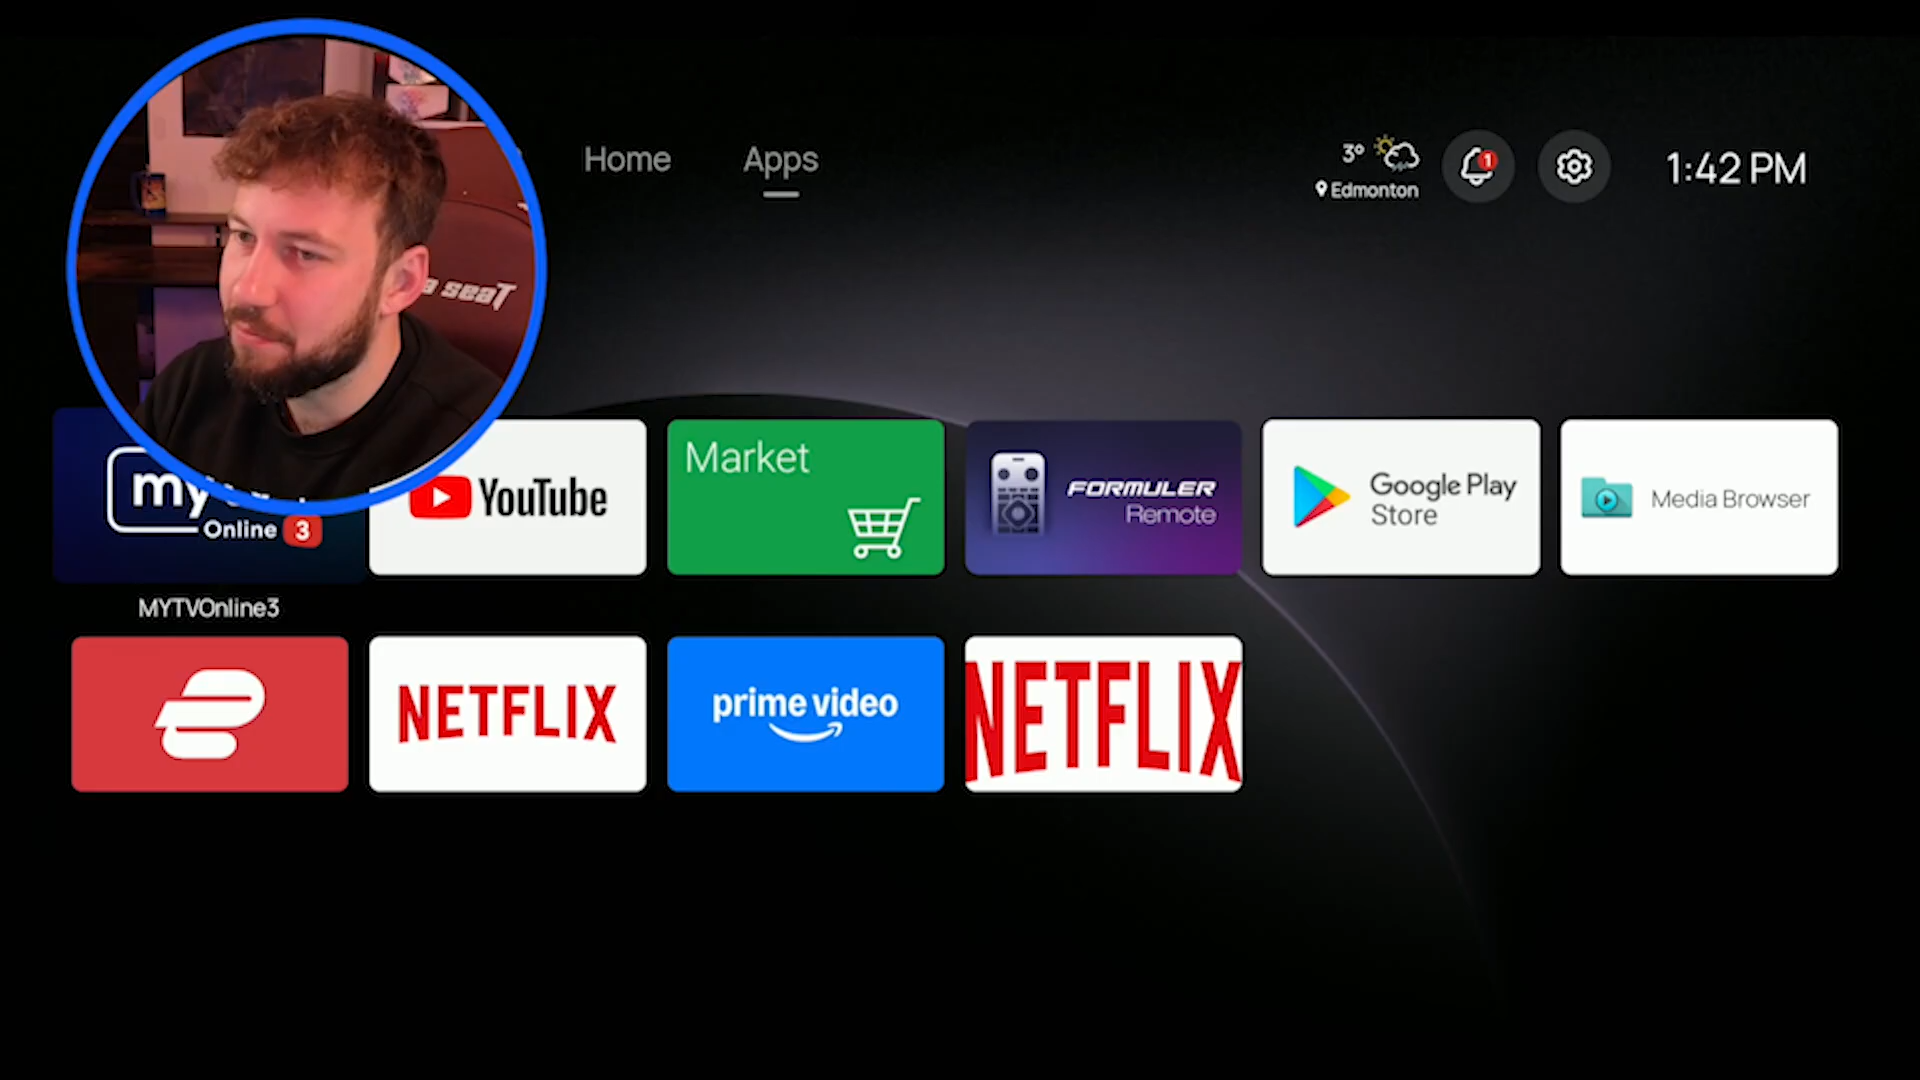 Home
Apps
3°
Edmonton
1
1:42 PM
a seat
my
Online 3
YouTube
Market
FORMULER
Remote
Google Play
Store
Media Browser
MYTVOnline3
NETFLIX
prime video
NETFLIX